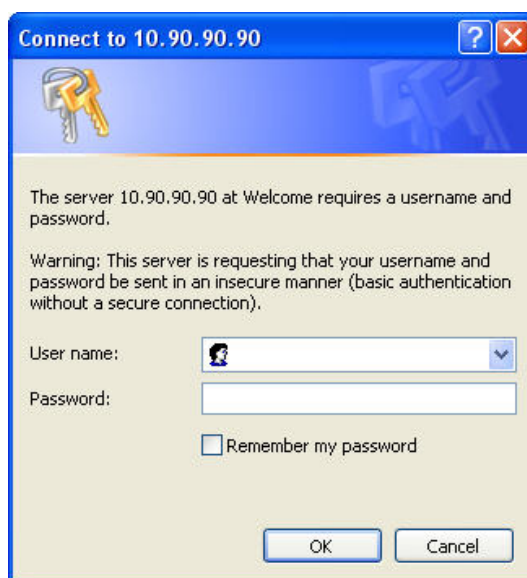 Connect to 10.90.90.90
The server 10.90.90.90 at Welcome requires a username and
password.
Warning: This server is requesting that your username and
password be sent in an insecure manner (basic authentication
without a secure connection).
User name:
Password:
Remember my password
OK
Cancel